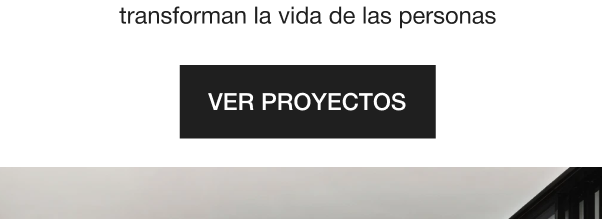 transforman la vida de las personas
VER PROYECTOS